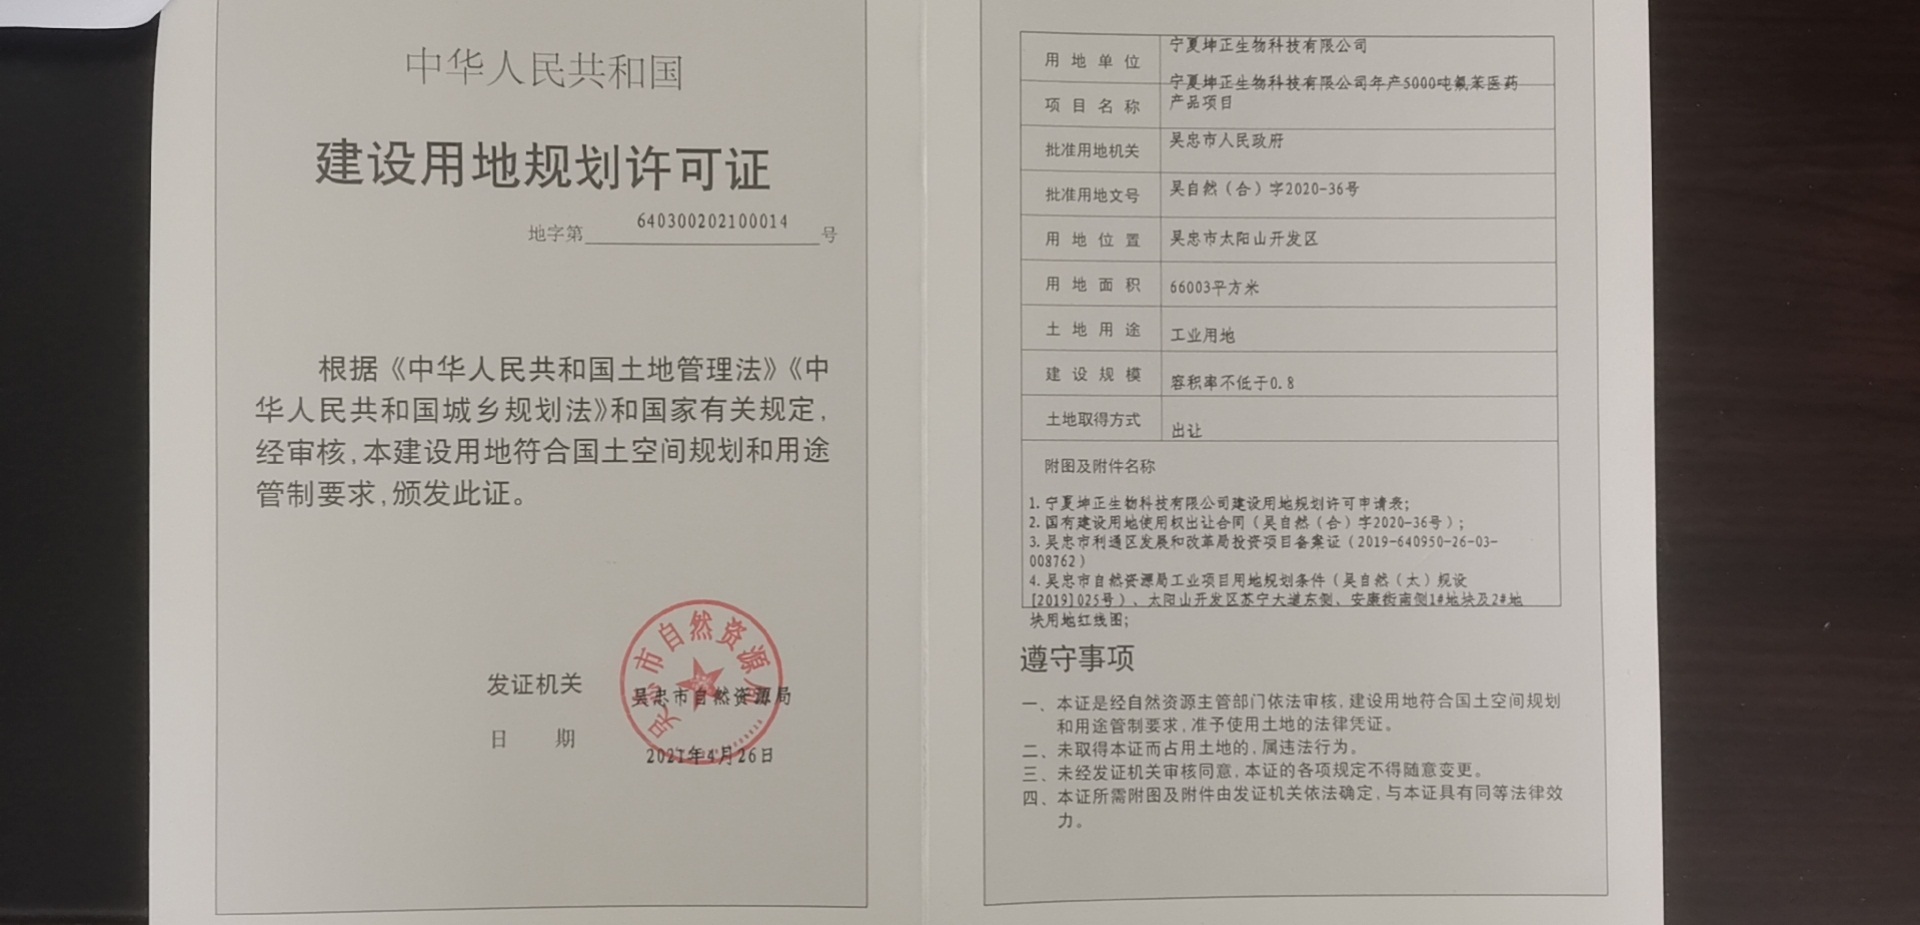 中华人民共和国
建设用地规划许可证
地字第 640300202100014 号
根据《中华人民共和国土地管理法》《中
华人民共和国城乡规划法》和国家有关规定,
经审核,本建设用地符合国土空间规划和用途
管制要求,颁发此证。
发证机关 吴忠市自然资源局
日 期 2021年4月26日
吴忠市自然资源局
用地单位 宁夏坤正生物科技有限公司
项目名称 宁夏坤正生物科技有限公司年产5000吨氟苯医药
产品项目
批准用地机关 吴忠市人民政府
批准用地文号 吴自然(合)字2020-36号
用地位置 吴忠市太阳山开发区
用地面积 66003平方米
土地用途 工业用地
建设规模 容积率不低于0.8
土地取得方式 出让
附图及附件名称
1.宁夏坤正生物科技有限公司建设用地规划许可申请表;
2.国有建设用地使用权出让合同(吴自然(合)字2020-36号);
3.吴忠市利通区发展和改革局投资项目备案证(2019-640950-26-03-
008762)
4.吴忠市自然资源局工业项目用地规划条件(吴自然(太)规设
[2019]025号)、太阳山开发区苏宁大道东侧、安康街南侧1#地块及2#地
块用地红线图;
遵守事项
一、本证是经自然资源主管部门依法审核,建设用地符合国土空间规划
和用途管制要求,准予使用土地的法律凭证。
二、未取得本证而占用土地的,属违法行为。
三、未经发证机关审核同意,本证的各项规定不得随意变更。
四、本证所需附图及附件由发证机关依法确定,与本证具有同等法律效
力。